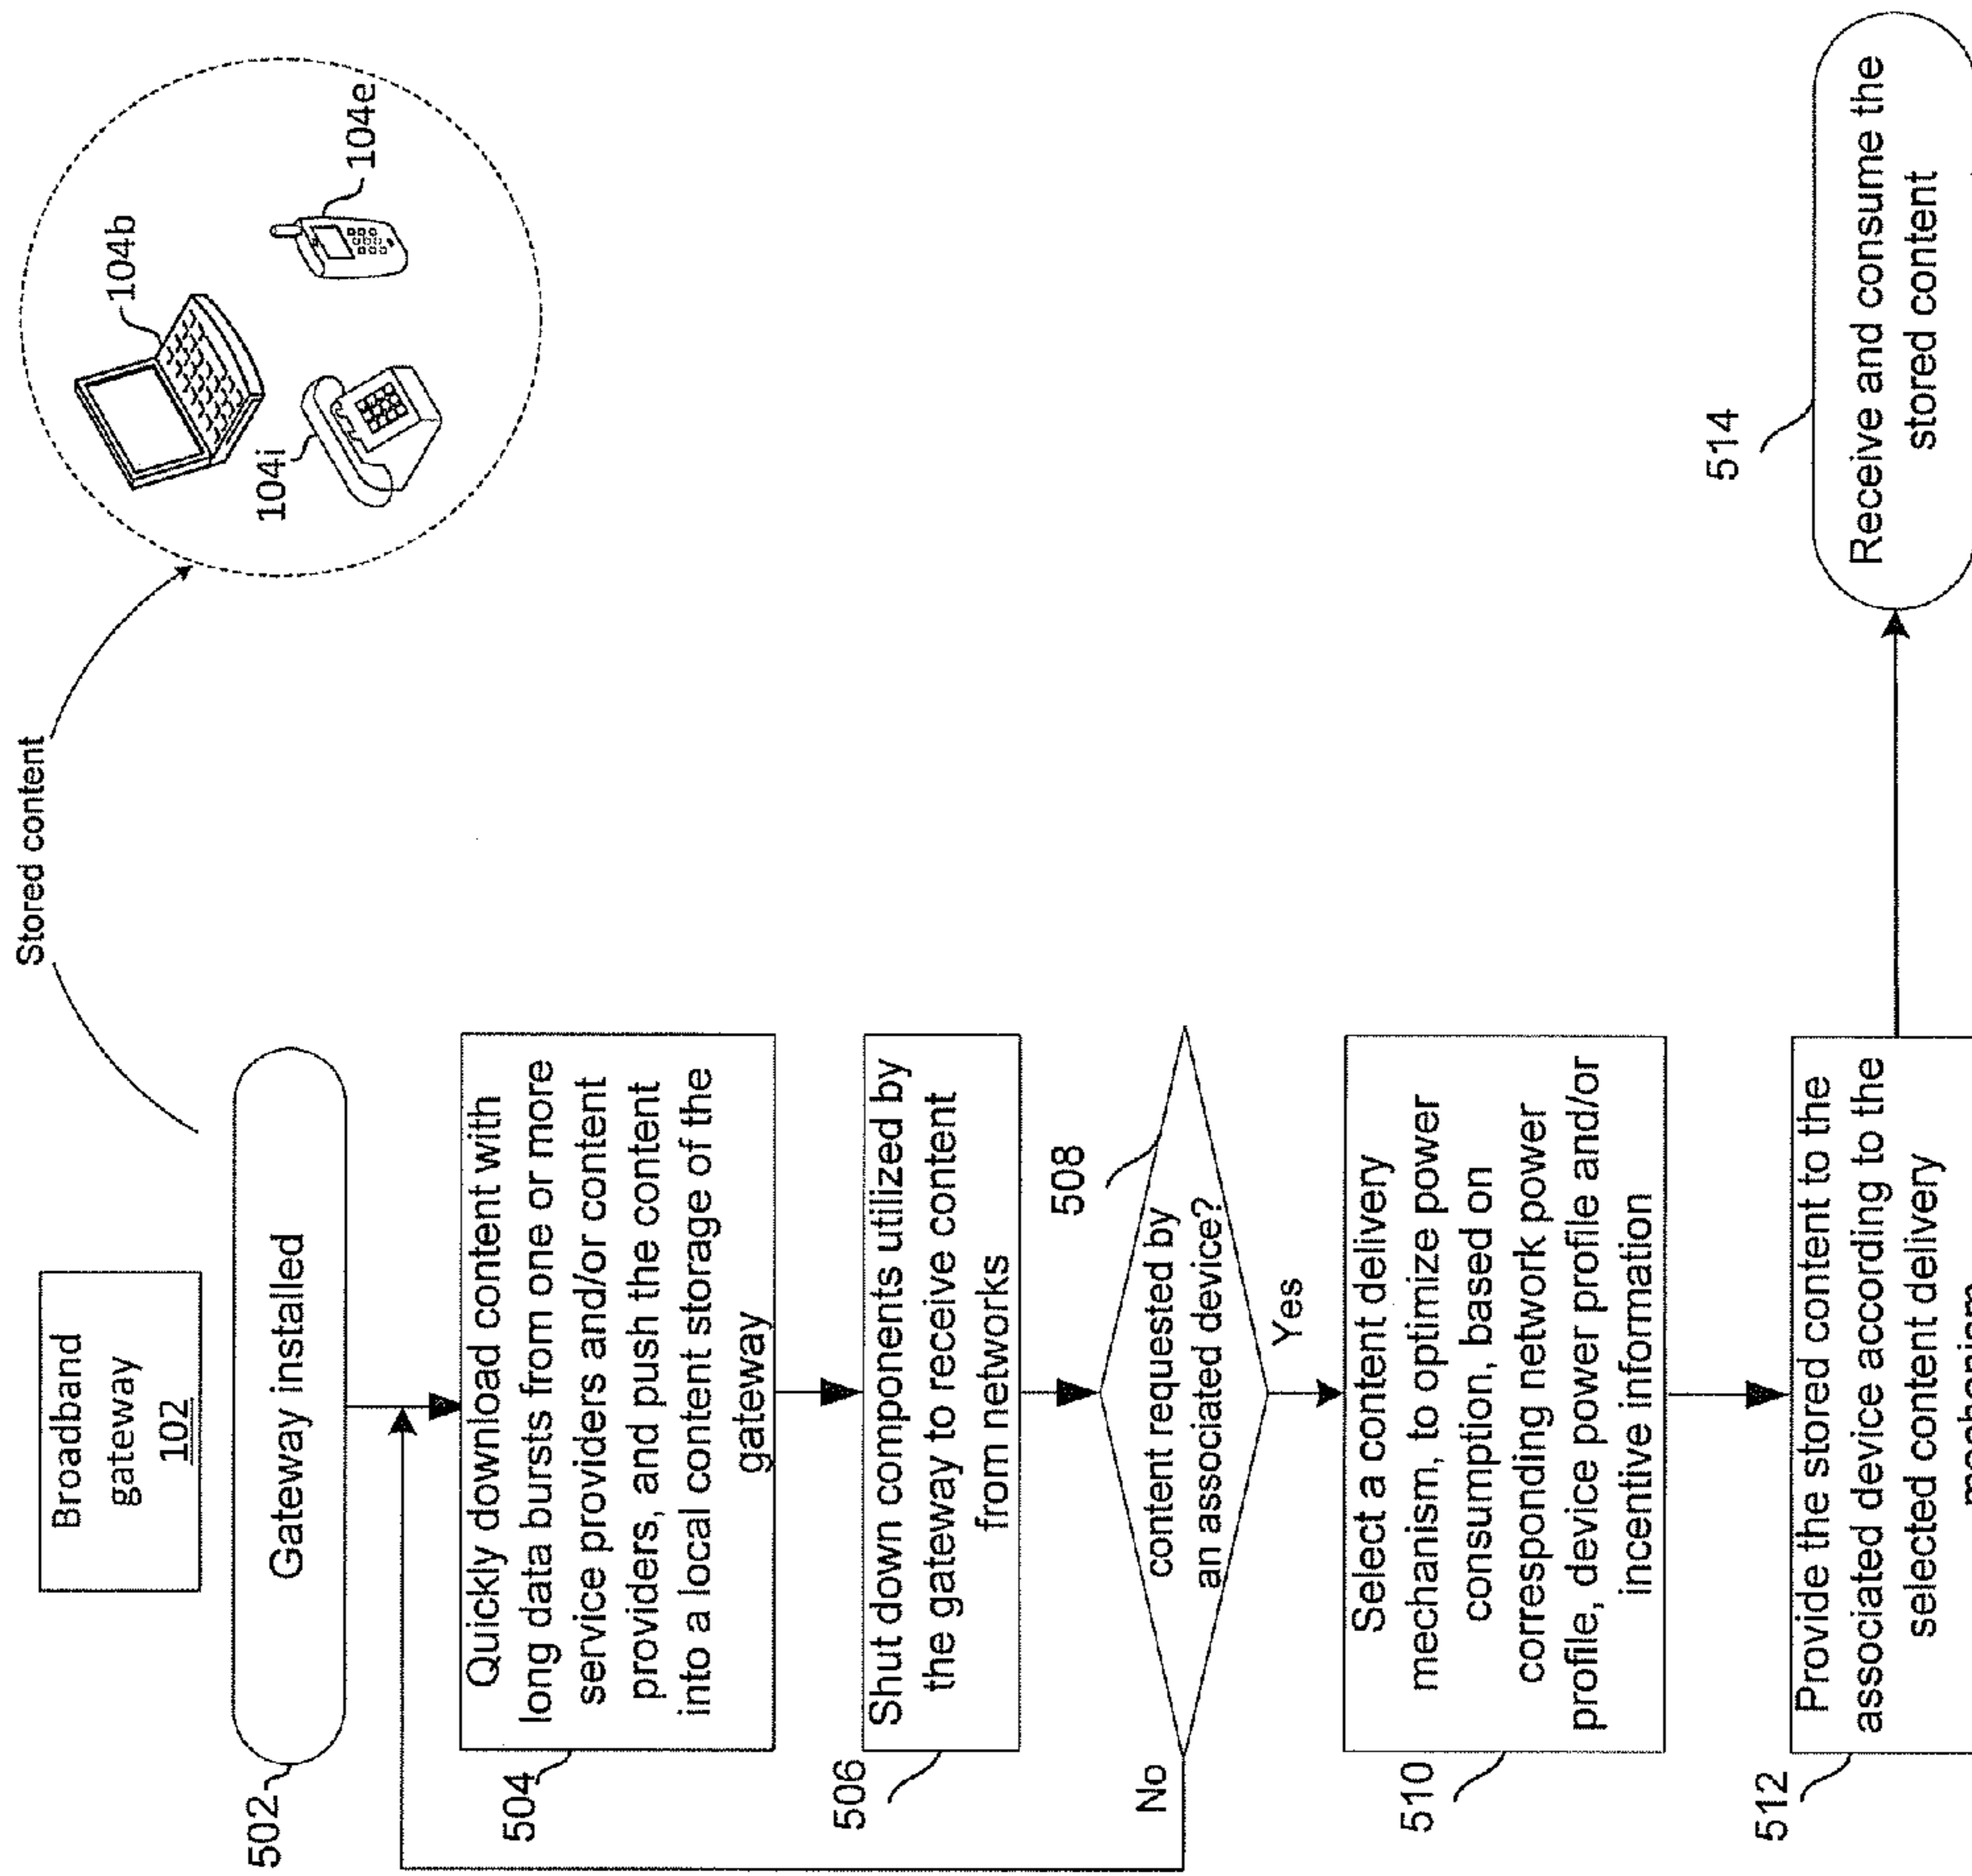 Broadband
gateway
102
Stored content
104b
104i
104e
502
Gateway installed
504
Quickly download content with
long data bursts from one or more
service providers and/or content
providers, and push the content
into a local content storage of the
gateway
506
Shut down components utilized by
the gateway to receive content
from networks
508
content requested by
an associated device?
No
Yes
510
Select a content delivery
mechanism, to optimize power
consumption, based on
corresponding network power
profile, device power profile and/or
incentive information
512
Provide the stored content to the
associated device according to the
selected content delivery
mechanism
514
Receive and consume the
stored content